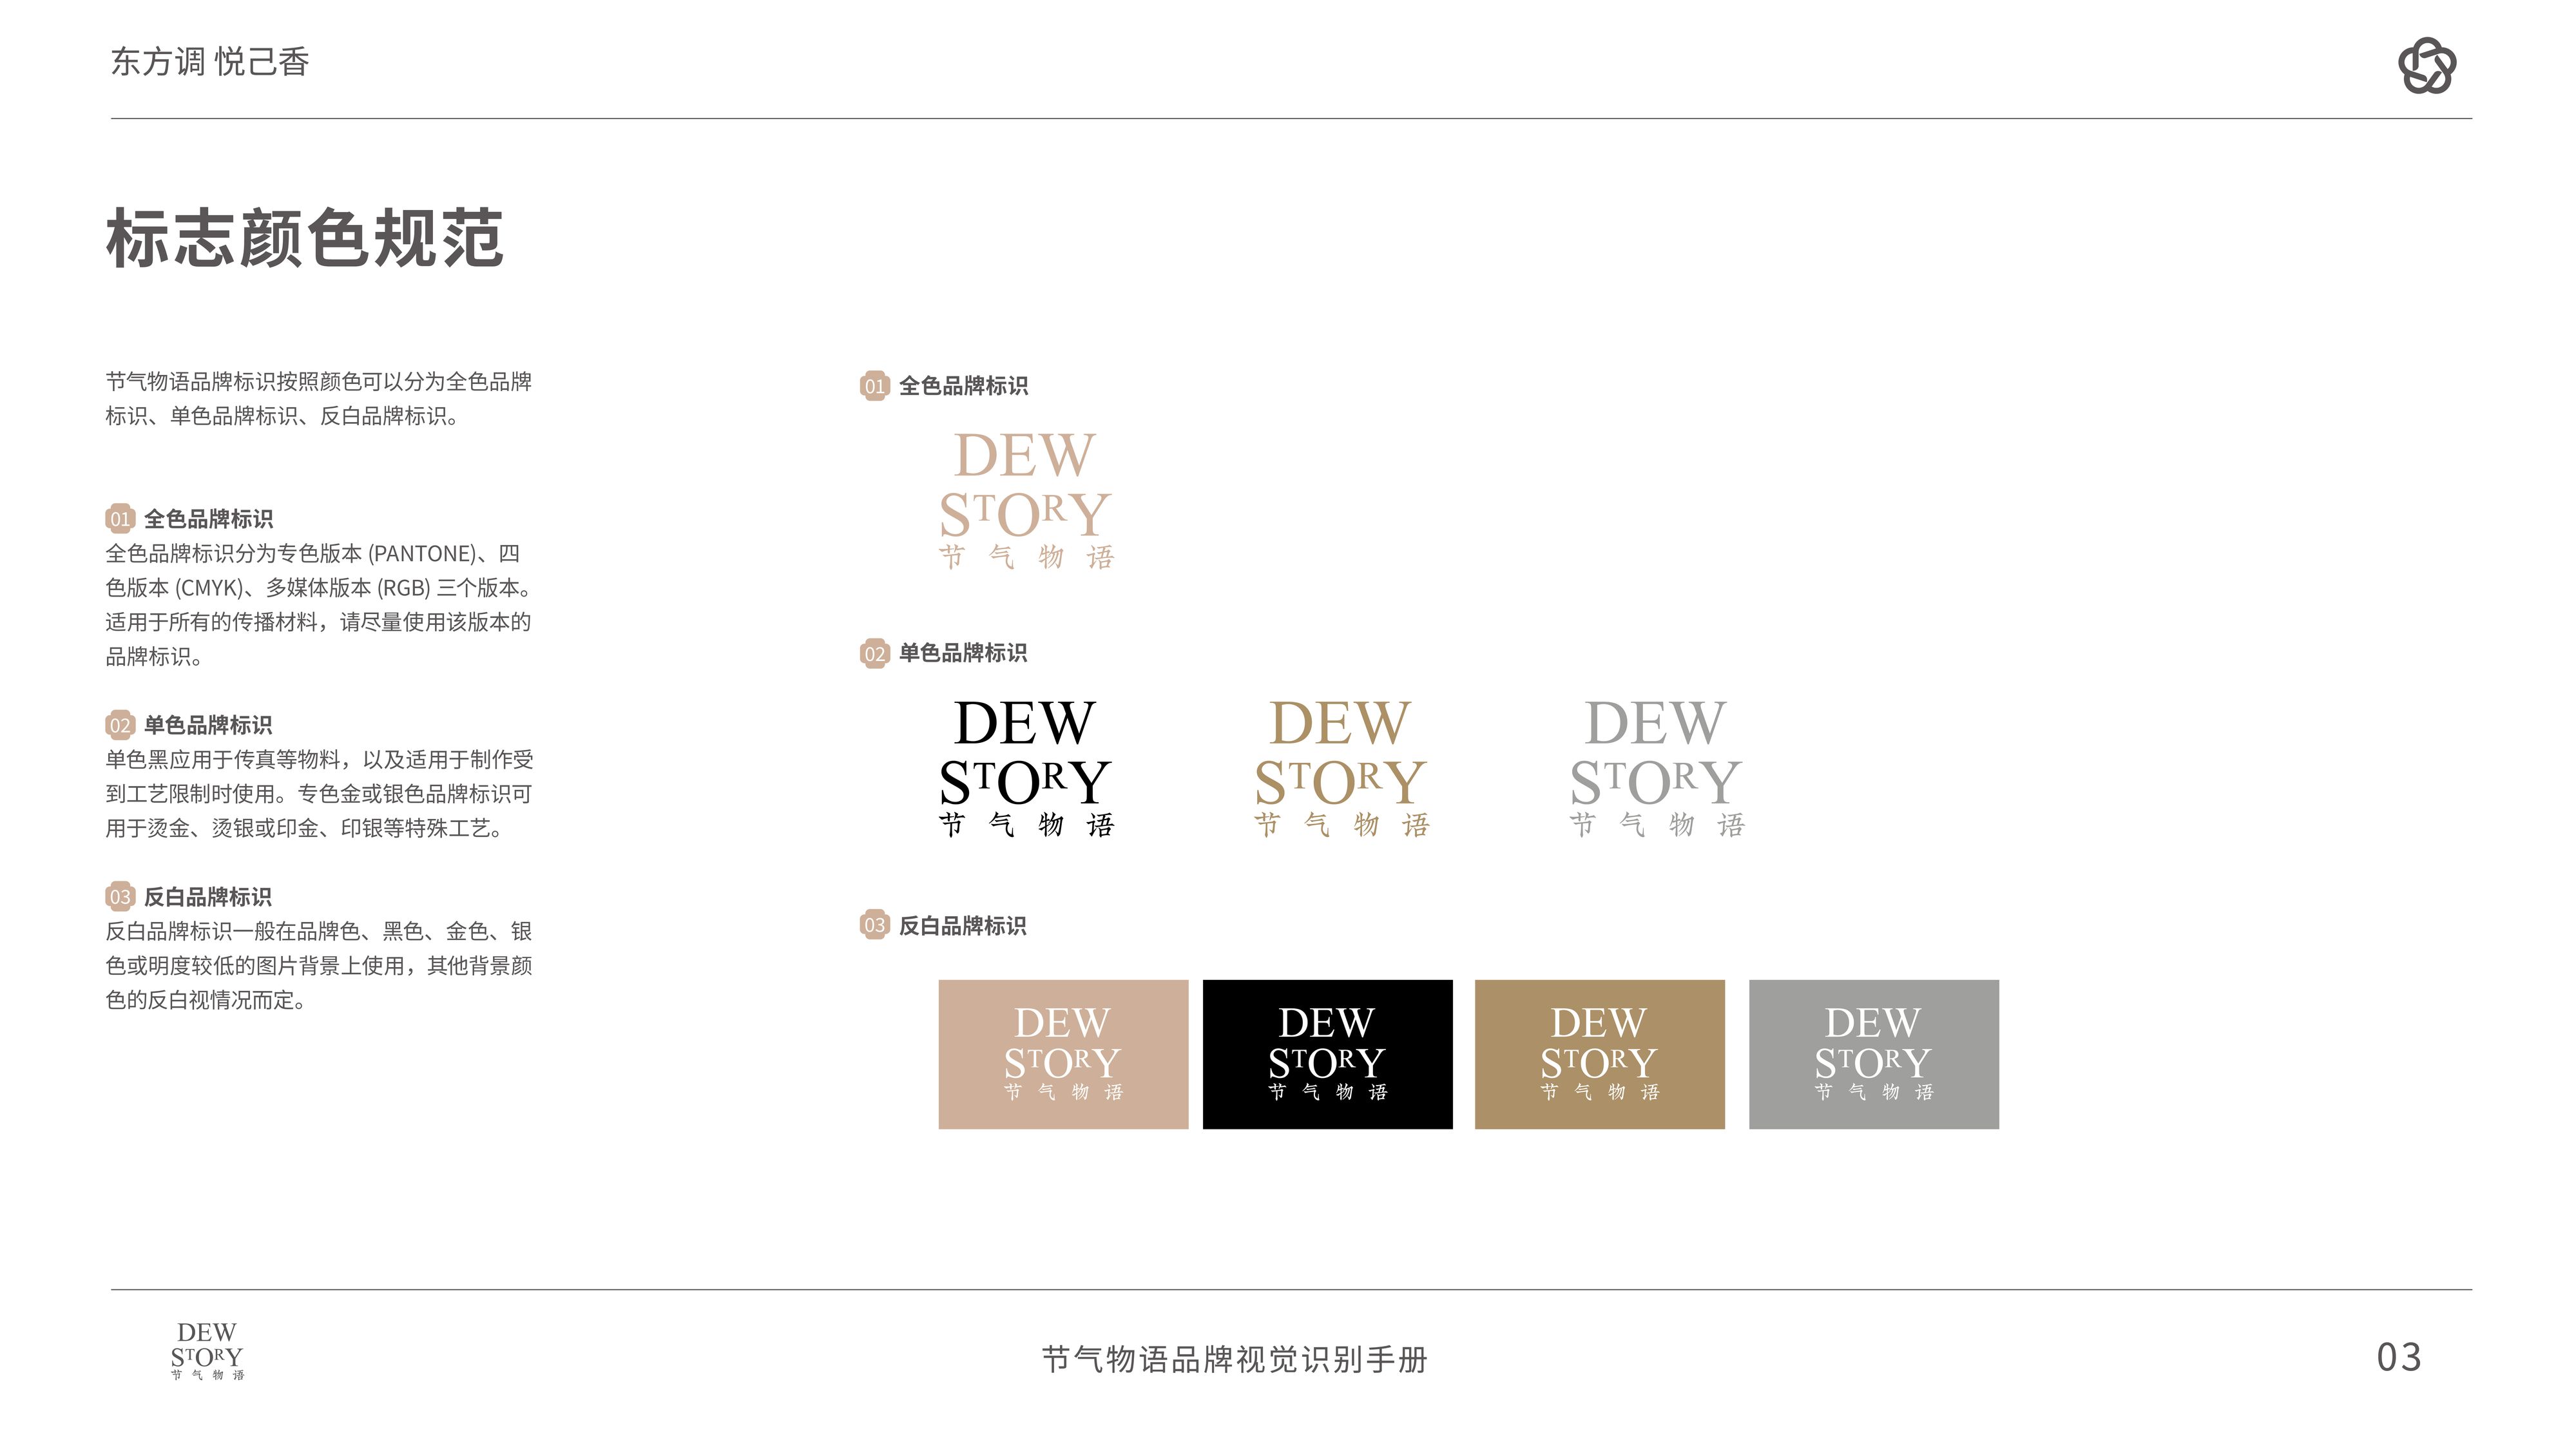 东方调 悦己香
标志颜色规范
节气物语品牌标识按照颜色可以分为全色品牌
标识、单色品牌标识、反白品牌标识。
01 全色品牌标识
全色品牌标识分为专色版本 (PANTONE)、四
色版本 (CMYK)、多媒体版本 (RGB) 三个版本。
适用于所有的传播材料，请尽量使用该版本的
品牌标识。
02 单色品牌标识
单色黑应用于传真等物料，以及适用于制作受
到工艺限制时使用。专色金或银色品牌标识可
用于烫金、烫银或印金、印银等特殊工艺。
03 反白品牌标识
反白品牌标识一般在品牌色、黑色、金色、银
色或明度较低的图片背景上使用，其他背景颜
色的反白视情况而定。
01 全色品牌标识
DEW
STORY
节气物语
02 单色品牌标识
DEW
STORY
节气物语
DEW
STORY
节气物语
DEW
STORY
节气物语
03 反白品牌标识
DEW
STORY
节气物语
DEW
STORY
节气物语
DEW
STORY
节气物语
DEW
STORY
节气物语
DEW
STORY
节气物语
节气物语品牌视觉识别手册
03